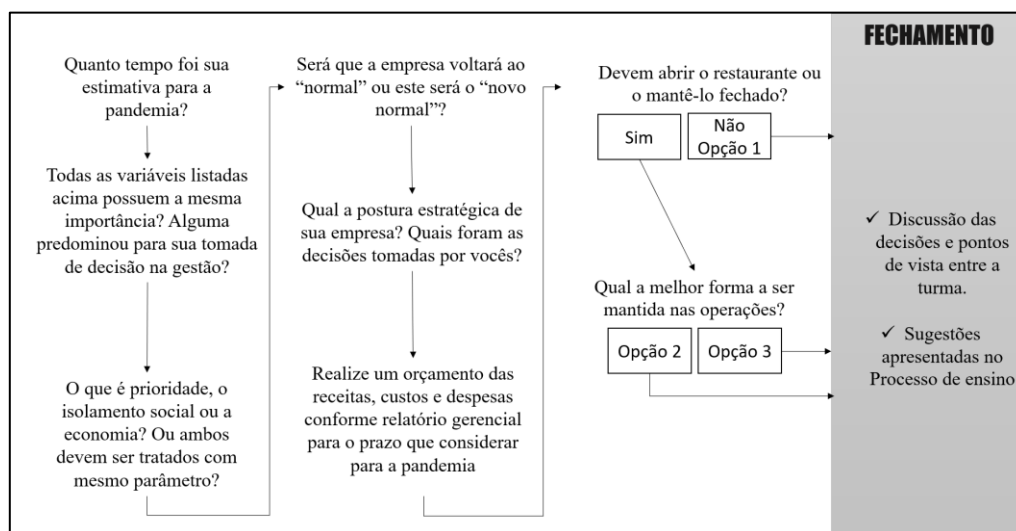 Quanto tempo foi sua
estimativa para a
pandemia?
Todas as variáveis listadas
acima possuem a mesma
importância? Alguma
predominou para sua tomada
de decisão na gestão?
O que é prioridade, o
isolamento social ou a
economia? Ou ambos
devem ser tratados com
mesmo parâmetro?
Será que a empresa voltará ao
“normal” ou este será o “novo
normal”?
Qual a postura estratégica de
sua empresa? Quais foram as
decisões tomadas por vocês?
Realize um orçamento das
receitas, custos e despesas
conforme relatório gerencial
para o prazo que considerar
para a pandemia
Devem abrir o restaurante ou
o mantê-lo fechado?
Sim
Não
Opção 1
Qual a melhor forma a ser
mantida nas operações?
Opção 2
Opção 3
FECHAMENTO
✓ Discussão das
decisões e pontos
de vista entre a
turma.
✓ Sugestões
apresentadas no
Processo de ensino